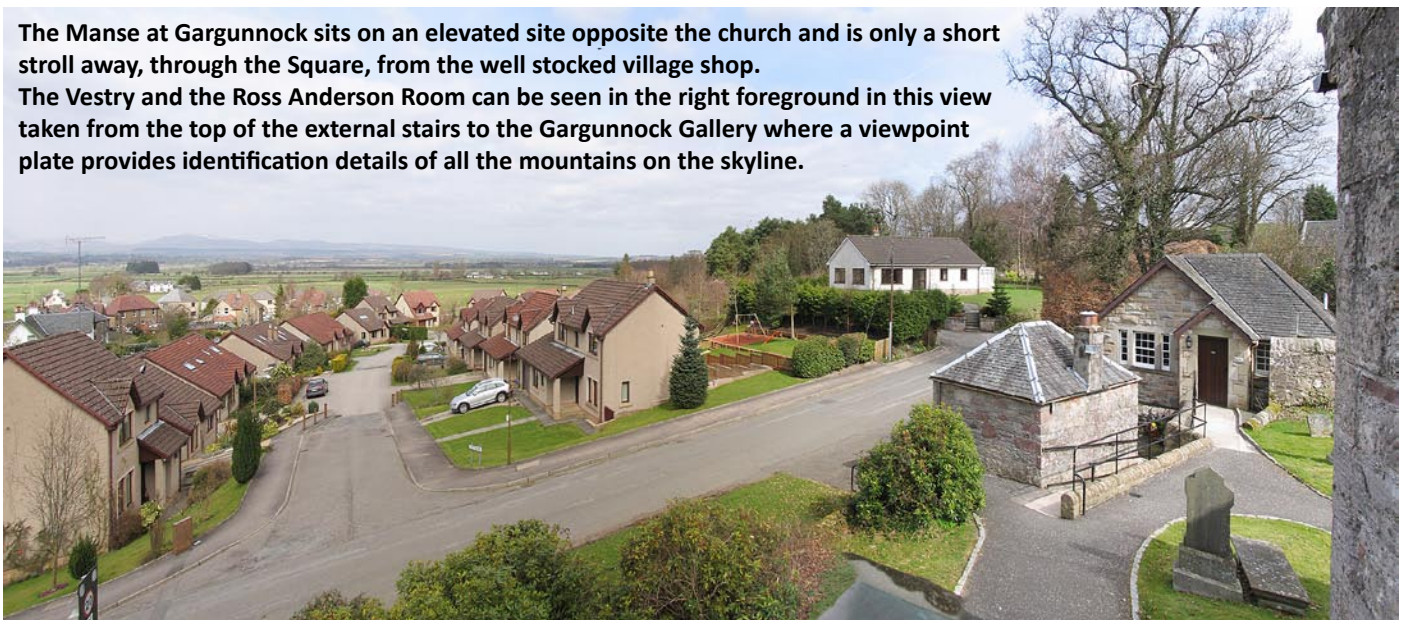 The Manse at Gargunnock sits on an elevated site opposite the church and is only a short
stroll away, through the Square, from the well stocked village shop.
The Vestry and the Ross Anderson Room can be seen in the right foreground in this view
taken from the top of the external stairs to the Gargunnock Gallery where a viewpoint
plate provides identification details of all the mountains on the skyline.